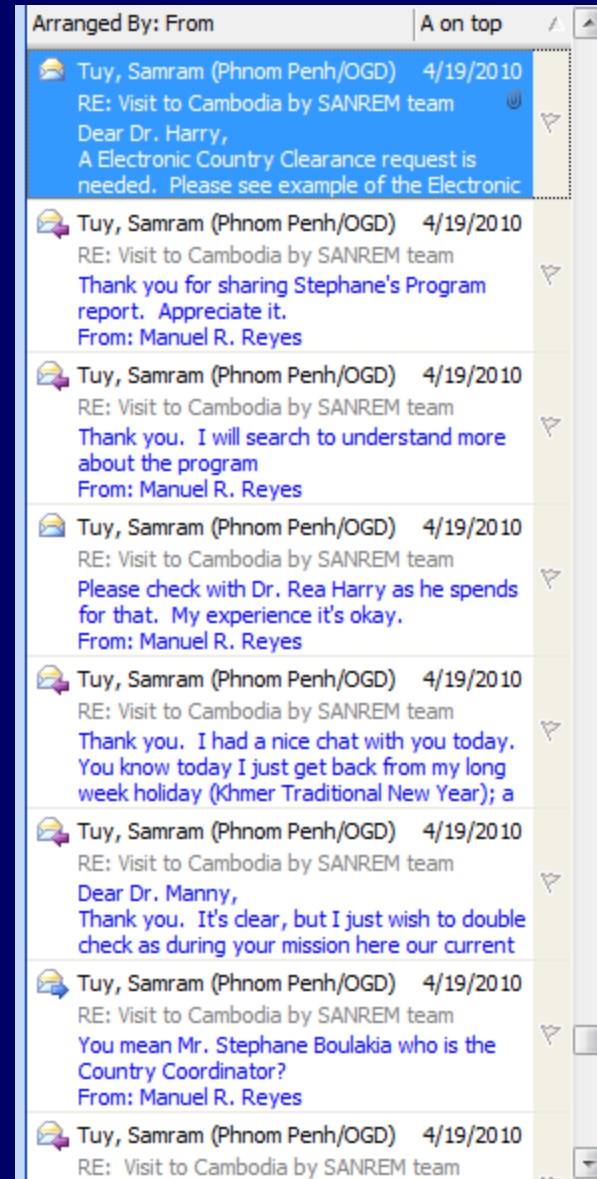 Arranged By: From A on top
Tuy, Samram (Phnom Penh/OGD) 4/19/2010
RE: Visit to Cambodia by SANREM team
Dear Dr. Harry,
A Electronic Country Clearance request is
needed. Please see example of the Electronic
Tuy, Samram (Phnom Penh/OGD) 4/19/2010
RE: Visit to Cambodia by SANREM team
Thank you for sharing Stephane's Program
report. Appreciate it.
From: Manuel R. Reyes
Tuy, Samram (Phnom Penh/OGD) 4/19/2010
RE: Visit to Cambodia by SANREM team
Thank you. I will search to understand more
about the program
From: Manuel R. Reyes
Tuy, Samram (Phnom Penh/OGD) 4/19/2010
RE: Visit to Cambodia by SANREM team
Please check with Dr. Rea Harry as he spends
for that. My experience it's okay.
From: Manuel R. Reyes
Tuy, Samram (Phnom Penh/OGD) 4/19/2010
RE: Visit to Cambodia by SANREM team
Thank you. I had a nice chat with you today.
You know today I just get back from my long
week holiday (Khmer Traditional New Year); a
Tuy, Samram (Phnom Penh/OGD) 4/19/2010
RE: Visit to Cambodia by SANREM team
Dear Dr. Manny,
Thank you. It's clear, but I just wish to double
check as during your mission here our current
Tuy, Samram (Phnom Penh/OGD) 4/19/2010
RE: Visit to Cambodia by SANREM team
You mean Mr. Stephane Boulakia who is the
Country Coordinator?
From: Manuel R. Reyes
Tuy, Samram (Phnom Penh/OGD) 4/19/2010
RE: Visit to Cambodia by SANREM team